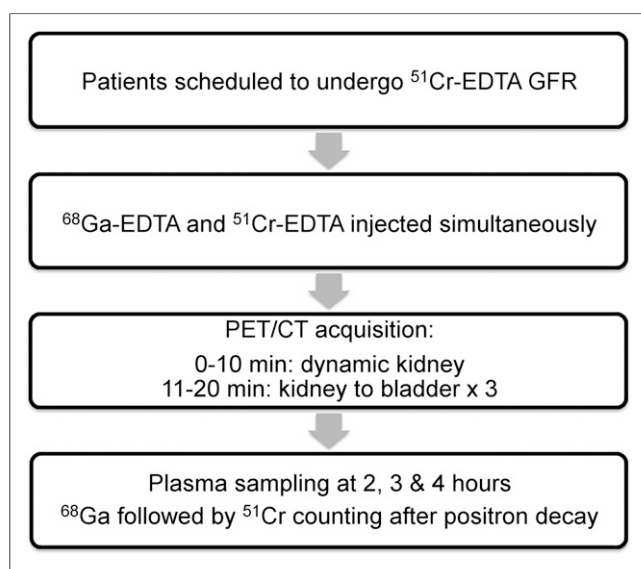 Patients scheduled to undergo ⁵¹Cr-EDTA GFR
⁶⁸Ga-EDTA and ⁵¹Cr-EDTA injected simultaneously
PET/CT acquisition:
0-10 min: dynamic kidney
11-20 min: kidney to bladder x 3
Plasma sampling at 2, 3 & 4 hours
⁶⁸Ga followed by ⁵¹Cr counting after positron decay